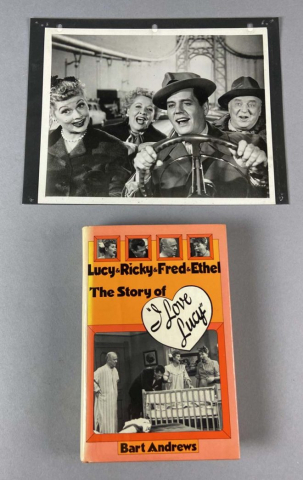 Lucy & Ricky & Fred & Ethel
The Story of
"I Love
Lucy"
Bart Andrews